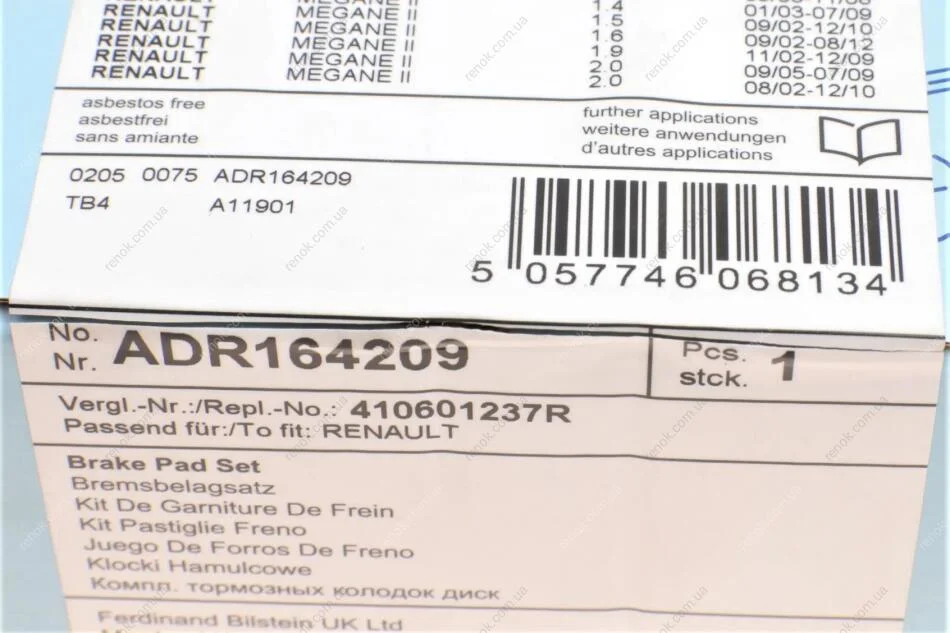 RENAULT MEGANE II 1.4
RENAULT MEGANE II 1.5 11/03-07/09
RENAULT MEGANE II 1.6 09/02-12/10
RENAULT MEGANE II 1.9 09/02-08/12
RENAULT MEGANE II 2.0 11/02-12/09
RENAULT MEGANE II 2.0 09/05-07/09
08/02-12/10
asbestos free
asbestfrei
sans amiante
further applications
weitere anwendungen
d'autres applications
0205 0075 ADR164209
TB4 A11901
5 057746 068134
No.
Nr. ADR164209
Pcs.
stck. 1
Vergl.-Nr.:/Repl.-No.: 410601237R
Passend für:/To fit: RENAULT
Brake Pad Set
Bremsbelagsatz
Kit De Garniture De Frein
Kit Pastiglie Freno
Juego De Forros De Freno
Klocki Hamulcowe
Компл. тормозных колодок диск
Ferdinand Bilstein UK Ltd
renok.com.ua